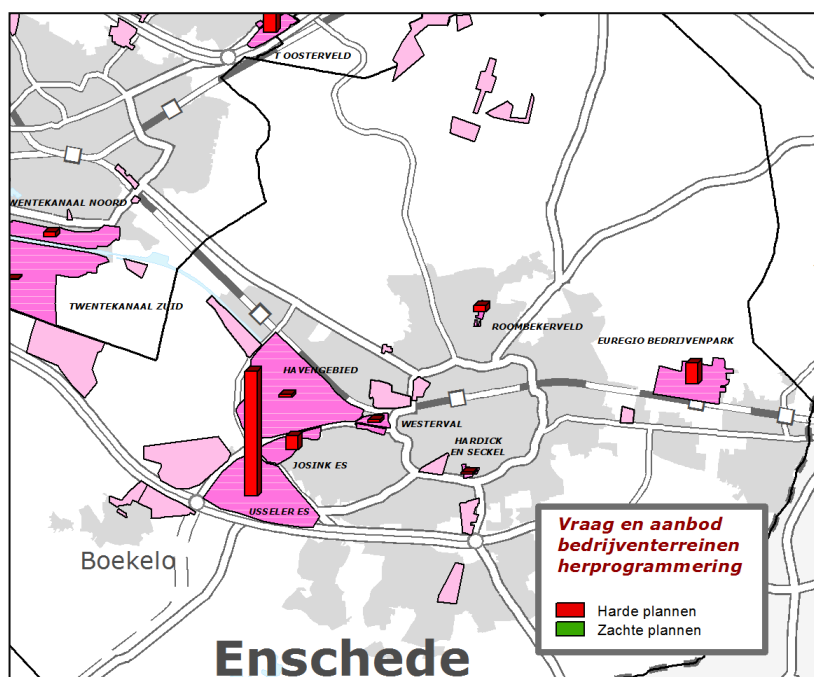 T OOSTERVELD
WENTEKANAAL NOORD
TWENTEKANAAL ZUID
ROOMBEKERVELD
EUREGIO BEDRIJVENPARK
HAVENGEBIED
WESTERVAL
HARDICK
EN SECKEL
JOSINK ES
USSELER ES
Boekelo
Enschede
Vraag en aanbod
bedrijventerreinen
herprogrammering
Harde plannen
Zachte plannen